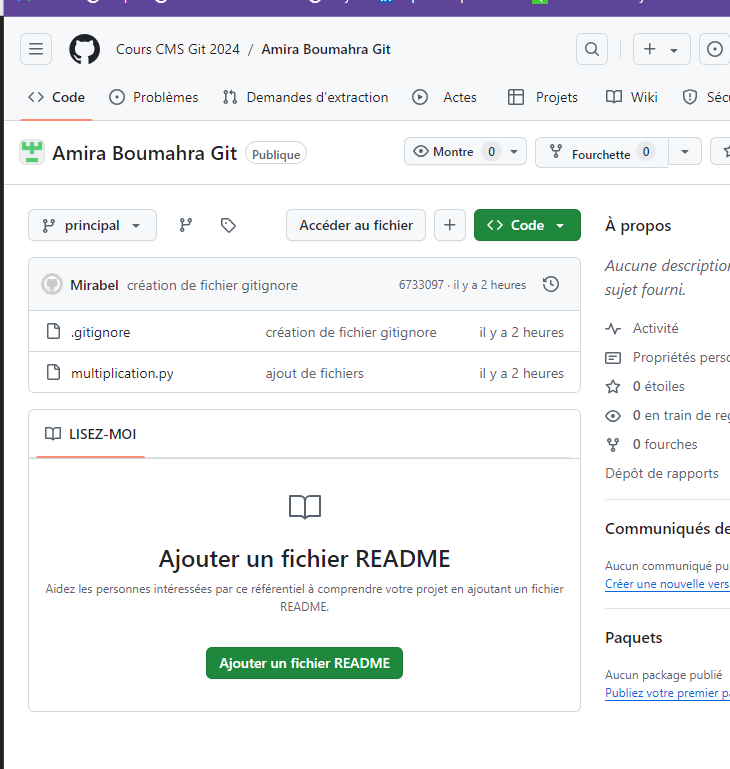 Cours CMS Git 2024 / Amira Boumahra Git
Code Problèmes Demandes d'extraction Actes Projets Wiki
Amira Boumahra Git Publique Montre 0 Fourchette 0
principal Accéder au fichier Code
Mirabel création de fichier gitignore 6733097 · il y a 2 heures
.gitignore création de fichier gitignore il y a 2 heures
multiplication.py ajout de fichiers il y a 2 heures
LISEZ-MOI
Ajouter un fichier README
Aidez les personnes intéressées par ce référentiel à comprendre votre projet en ajoutant un fichier
README.
Ajouter un fichier README
À propos
Aucune description
sujet fourni.
Activité
Propriétés perso
0 étoiles
0 en train de reg
0 fourches
Dépôt de rapports
Communiqués de
Aucun communiqué pu
Créer une nouvelle vers
Paquets
Aucun package publié
Publiez votre premier pa